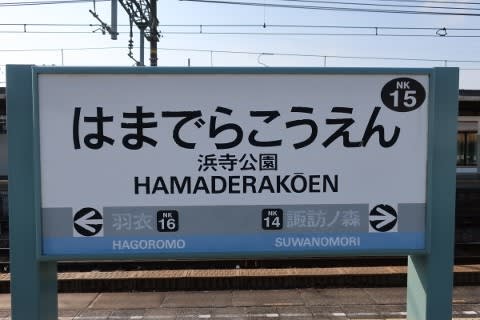 NK
15
はまでらこうえん
浜寺公園
HAMADERAKŌEN
羽衣 NK 16 NK 14 諏訪ノ森
HAGOROMO SUWANOMORI